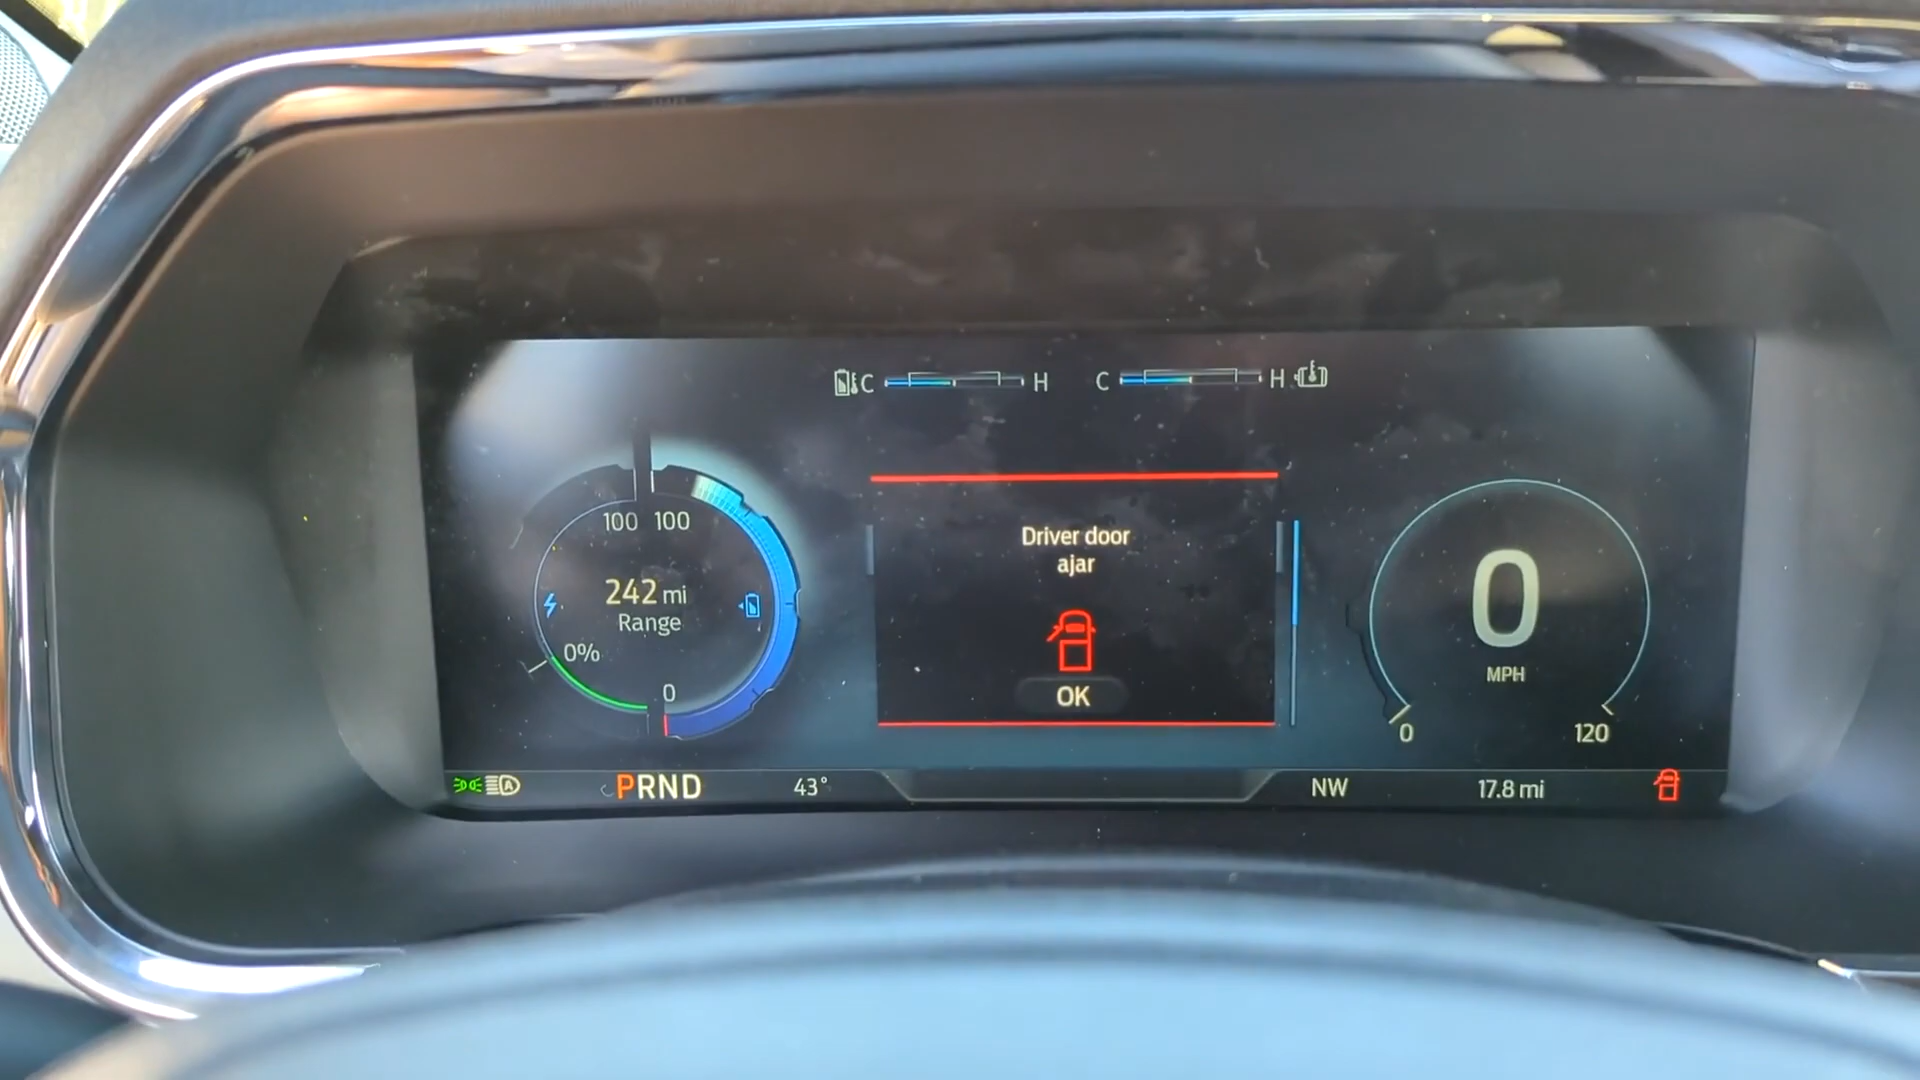 C H C H
100 100
Driver door
ajar
242 mi
Range
0%
0
OK
0
MPH
0 120
A
PRND 43° NW 17.8 mi